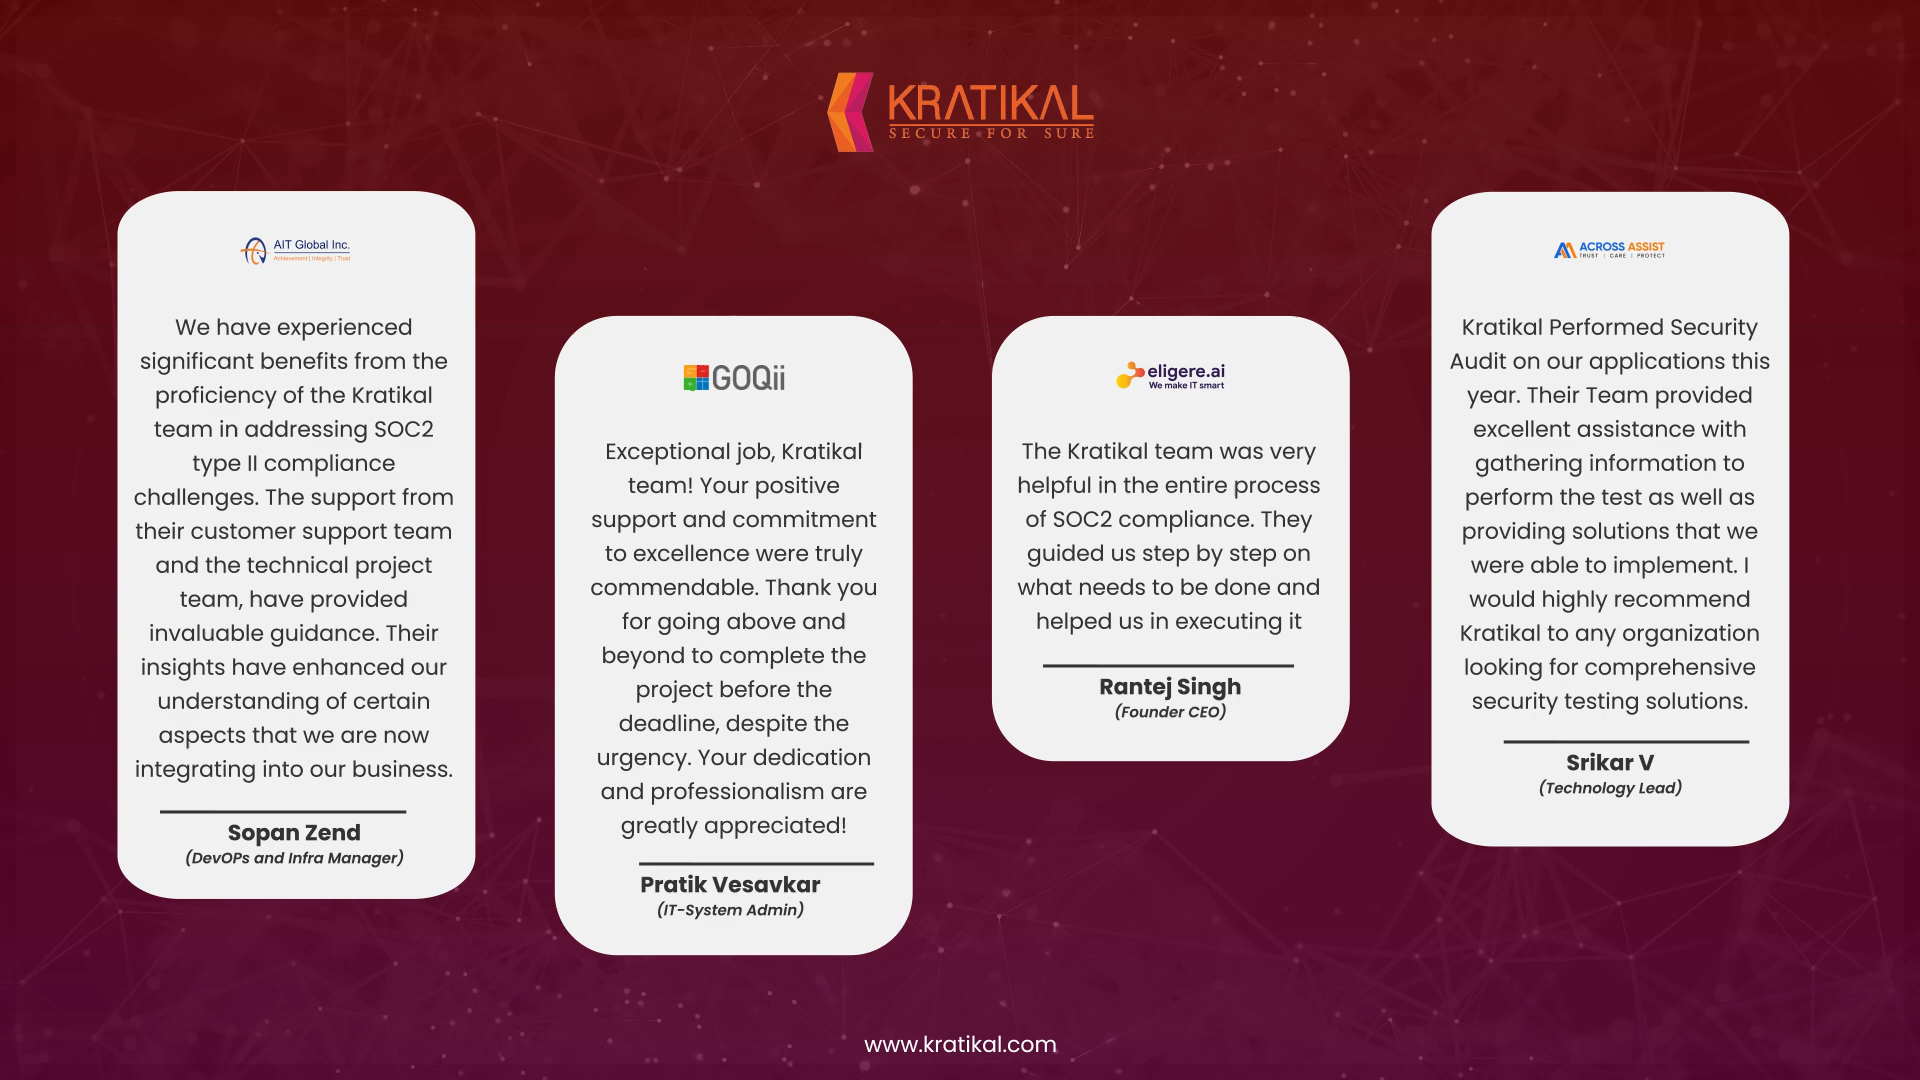 KRATIKAL
SECURE FOR SURE
AIT Global Inc.
Achievement | Integrity | Trust
We have experienced
significant benefits from the
proficiency of the Kratikal
team in addressing SOC2
type II compliance
challenges. The support from
their customer support team
and the technical project
team, have provided
invaluable guidance. Their
insights have enhanced our
understanding of certain
aspects that we are now
integrating into our business.
Sopan Zend
(DevOPs and Infra Manager)
GOQii
Exceptional job, Kratikal
team! Your positive
support and commitment
to excellence were truly
commendable. Thank you
for going above and
beyond to complete the
project before the
deadline, despite the
urgency. Your dedication
and professionalism are
greatly appreciated!
Pratik Vesavkar
(IT-System Admin)
eligere.ai
We make IT smart
The Kratikal team was very
helpful in the entire process
of SOC2 compliance. They
guided us step by step on
what needs to be done and
helped us in executing it
Rantej Singh
(Founder CEO)
ACROSS ASSIST
TRUST | CARE | PROTECT
Kratikal Performed Security
Audit on our applications this
year. Their Team provided
excellent assistance with
gathering information to
perform the test as well as
providing solutions that we
were able to implement. I
would highly recommend
Kratikal to any organization
looking for comprehensive
security testing solutions.
Srikar V
(Technology Lead)
www.kratikal.com